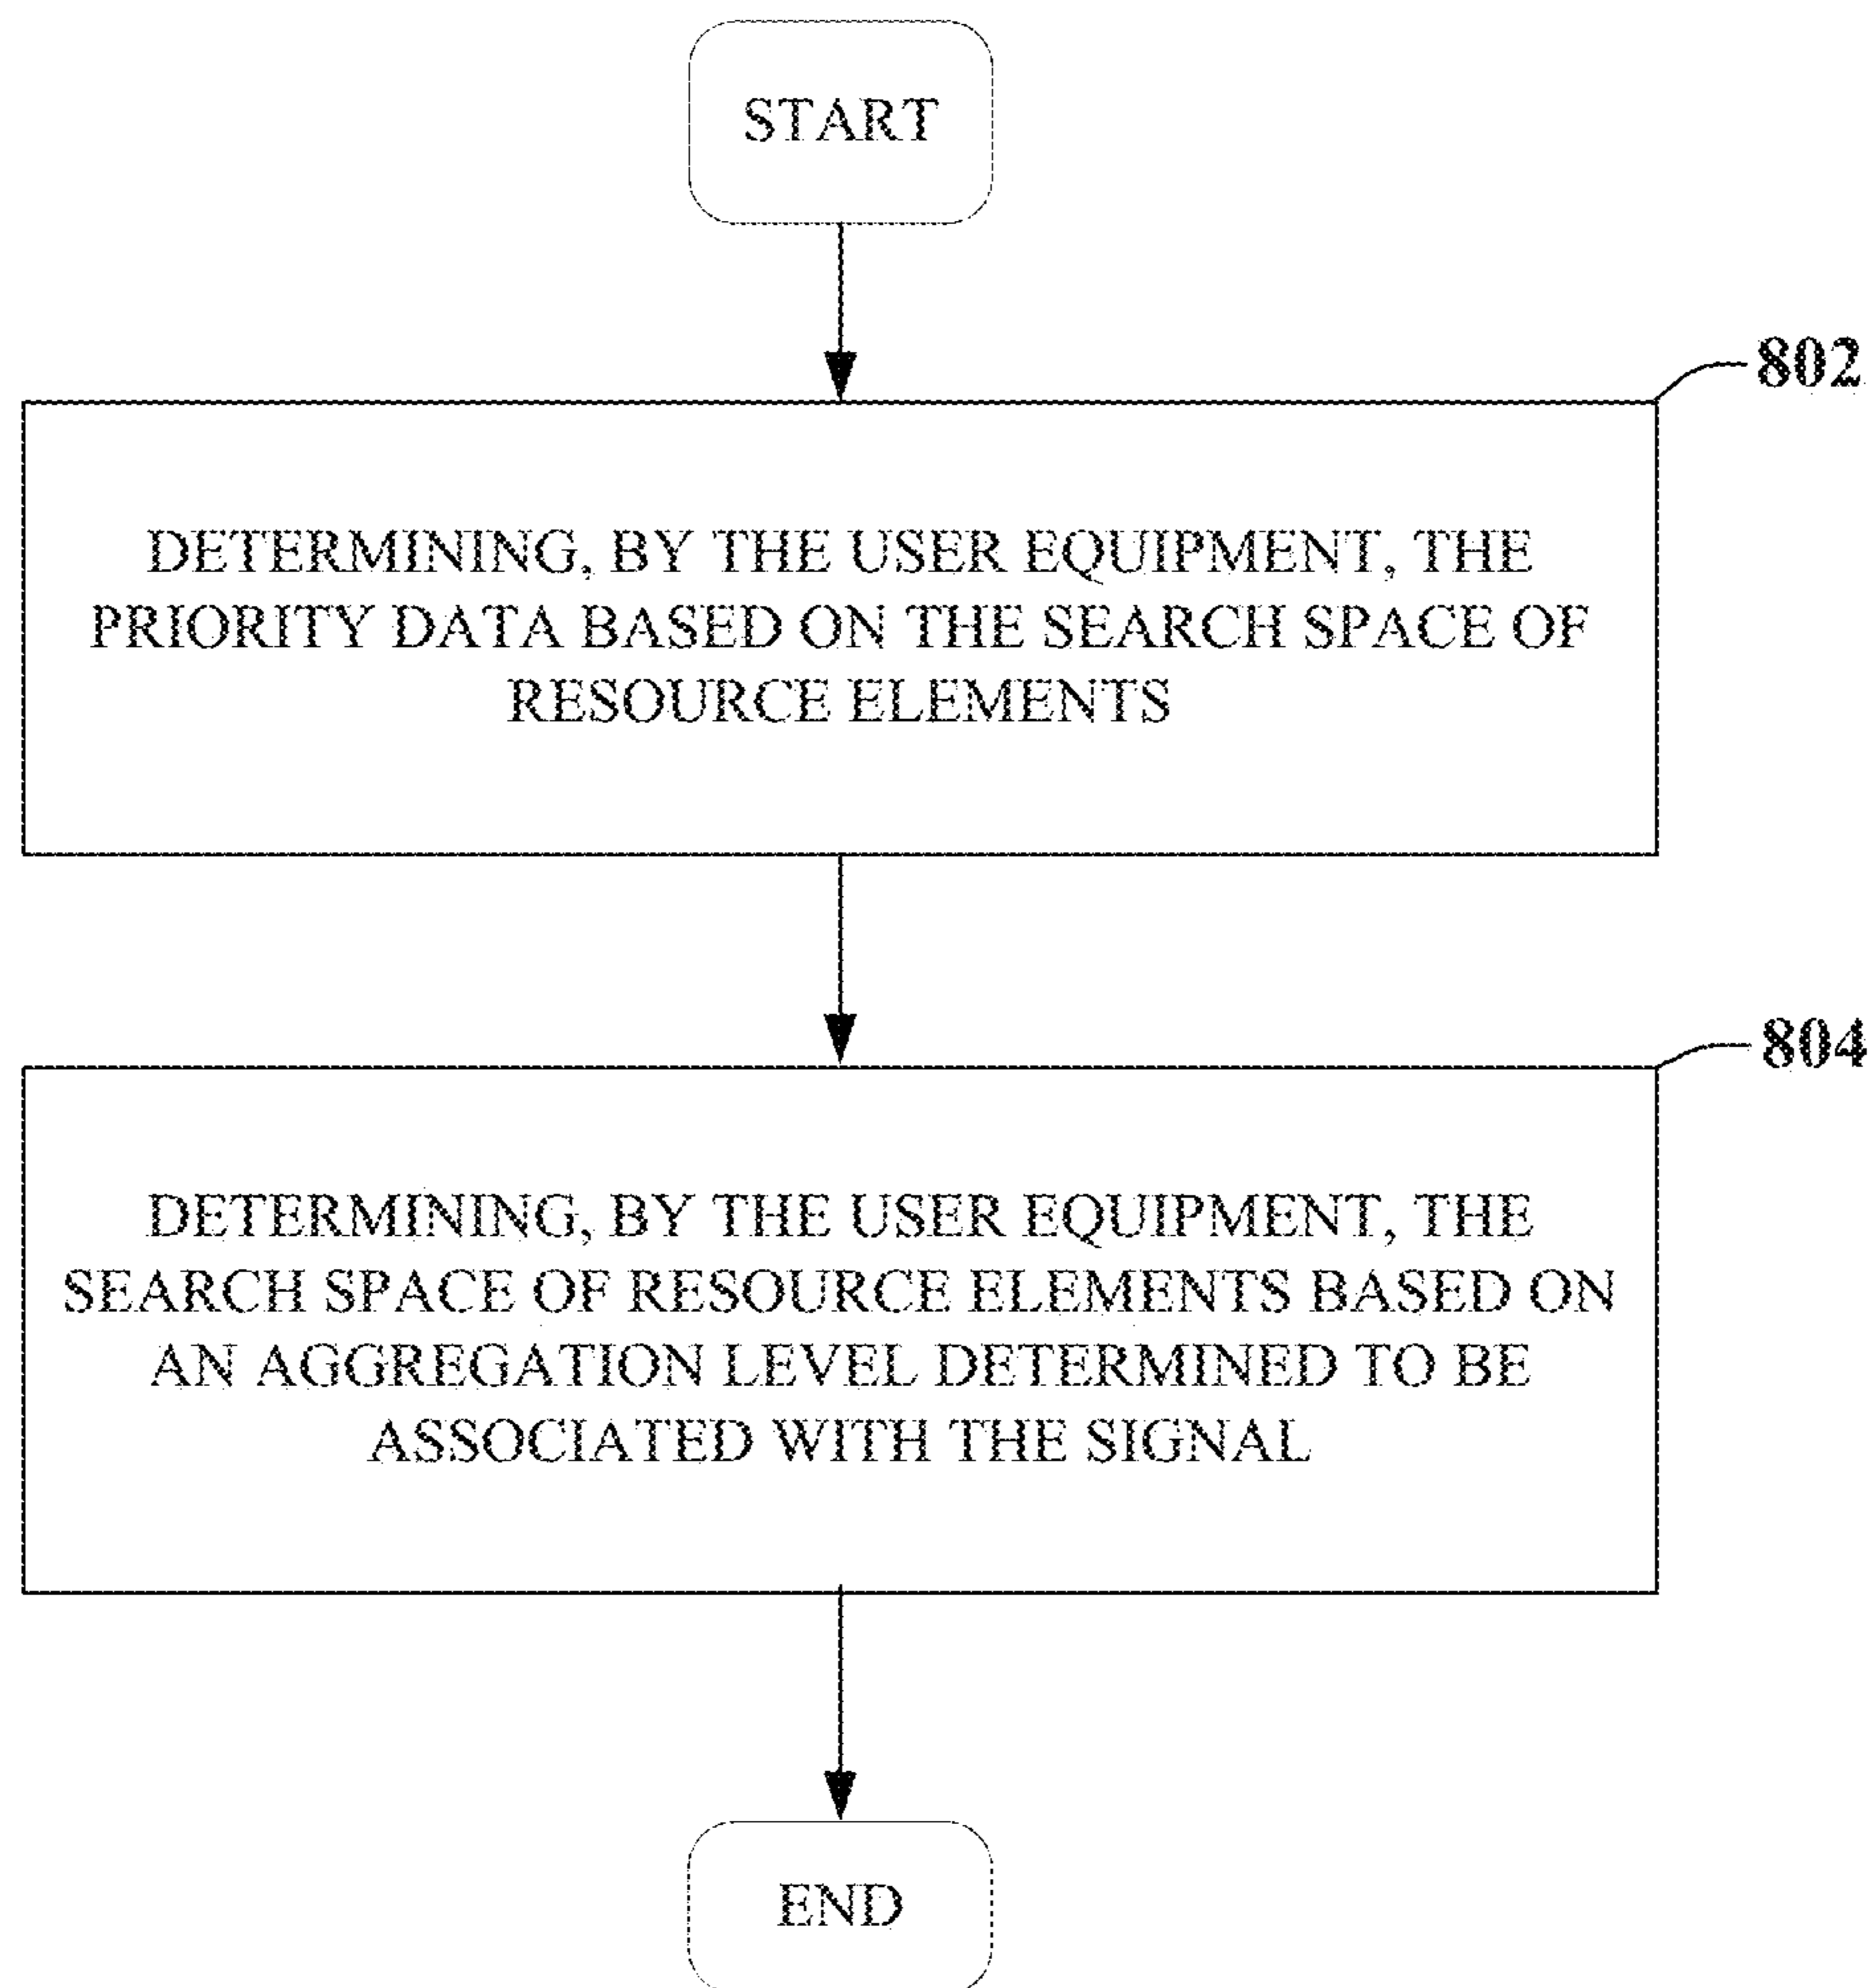 START
802
DETERMINING, BY THE USER EQUIPMENT, THE
PRIORITY DATA BASED ON THE SEARCH SPACE OF
RESOURCE ELEMENTS
804
DETERMINING, BY THE USER EQUIPMENT, THE
SEARCH SPACE OF RESOURCE ELEMENTS BASED ON
AN AGGREGATION LEVEL DETERMINED TO BE
ASSOCIATED WITH THE SIGNAL
END